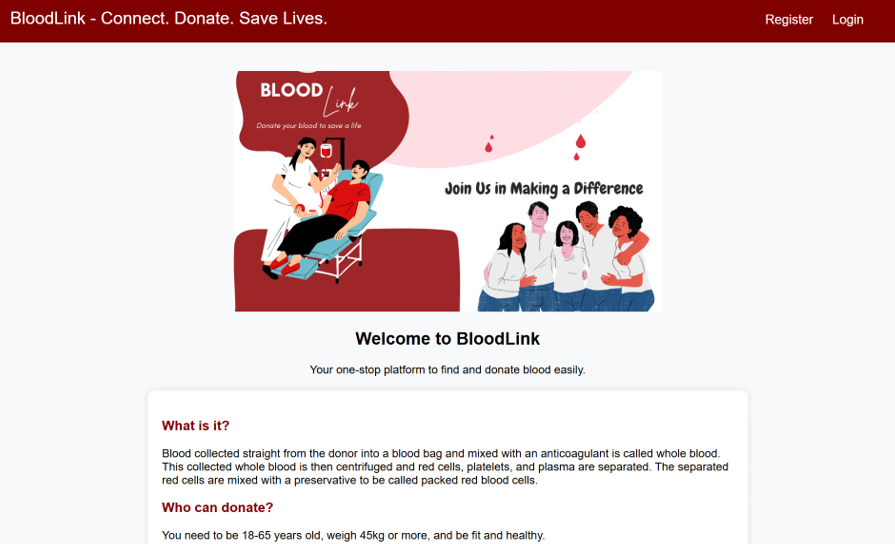 BloodLink - Connect. Donate. Save Lives.
Register
Login
BLOOD
Link
Donate your blood to save a life
Join Us in Making a Difference
Welcome to BloodLink
Your one-stop platform to find and donate blood easily.
What is it?
Blood collected straight from the donor into a blood bag and mixed with an anticoagulant is called whole blood.
This collected whole blood is then centrifuged and red cells, platelets, and plasma are separated. The separated
red cells are mixed with a preservative to be called packed red blood cells.
Who can donate?
You need to be 18-65 years old, weigh 45kg or more, and be fit and healthy.